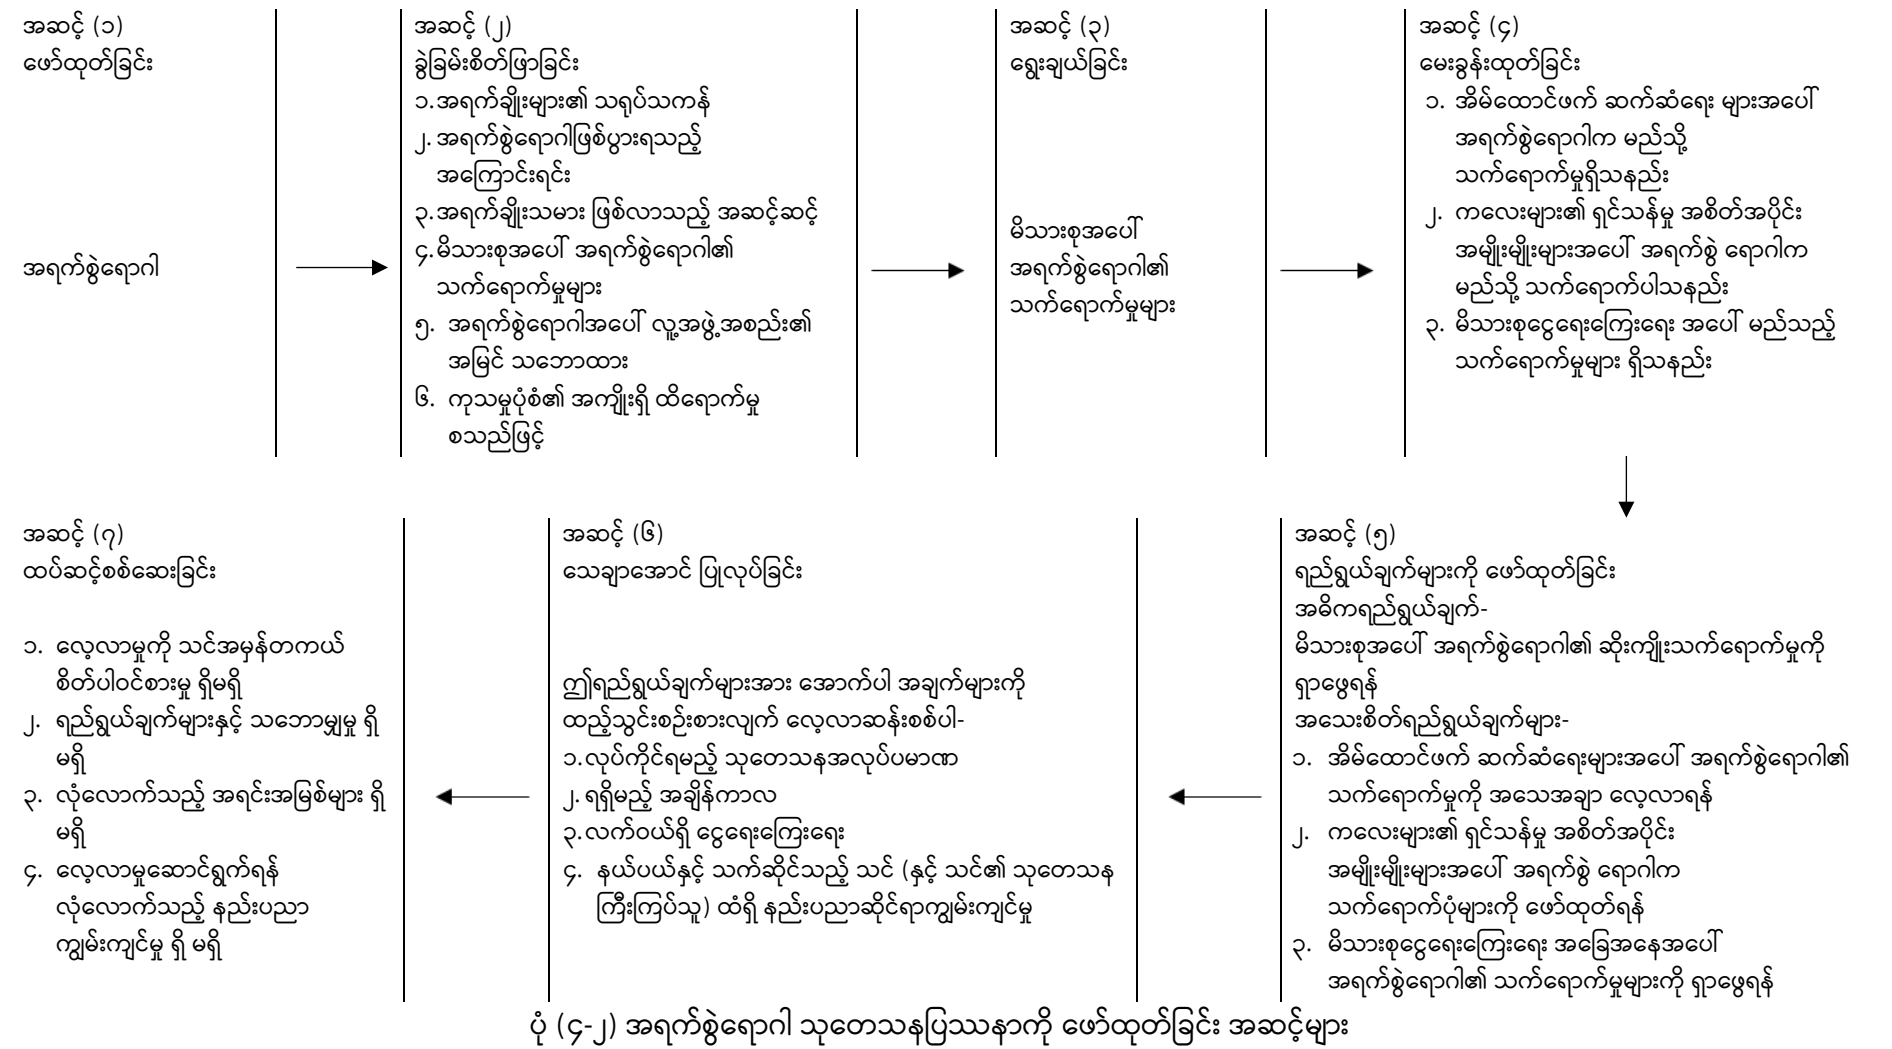 အဆင့် (၁)
ဖော်ထုတ်ခြင်း
အရက်စွဲရောဂါ
အဆင့် (၂)
ခွဲခြမ်းစိတ်ဖြာခြင်း
၁.အရက်ချိုးများ၏ သရုပ်သကန်
၂.အရက်စွဲရောဂါဖြစ်ပွားရသည့်
အကြောင်းရင်း
၃.အရက်ချိုးသမား ဖြစ်လာသည့် အဆင့်ဆင့်
၄.မိသားစုအပေါ် အရက်စွဲရောဂါ၏
သက်ရောက်မှုများ
၅. အရက်စွဲရောဂါအပေါ် လူ့အဖွဲ့အစည်း၏
အမြင် သဘောထား
၆. ကုသမှုပုံစံ၏ အကျိုးရှိ ထိရောက်မှု
စသည်ဖြင့်
အဆင့် (၃)
ရွေးချယ်ခြင်း
မိသားစုအပေါ်
အရက်စွဲရောဂါ၏
သက်ရောက်မှုများ
အဆင့် (၄)
မေးခွန်းထုတ်ခြင်း
၁. အိမ်ထောင်ဖက် ဆက်ဆံရေး များအပေါ်
အရက်စွဲရောဂါက မည်သို့
သက်ရောက်မှုရှိသနည်း
၂. ကလေးများ၏ ရှင်သန်မှု အစိတ်အပိုင်း
အမျိုးမျိုးများအပေါ် အရက်စွဲ ရောဂါက
မည်သို့ သက်ရောက်ပါသနည်း
၃. မိသားစုငွေရေးကြေးရေး အပေါ် မည်သည့်
သက်ရောက်မှုများ ရှိသနည်း
အဆင့် (၅)
ရည်ရွယ်ချက်များကို ဖော်ထုတ်ခြင်း
အဓိကရည်ရွယ်ချက်-
မိသားစုအပေါ် အရက်စွဲရောဂါ၏ ဆိုးကျိုးသက်ရောက်မှုကို
ရှာဖွေရန်
အသေးစိတ်ရည်ရွယ်ချက်များ-
၁. အိမ်ထောင်ဖက် ဆက်ဆံရေးများအပေါ် အရက်စွဲရောဂါ၏
သက်ရောက်မှုကို အသေအချာ လေ့လာရန်
၂. ကလေးများ၏ ရှင်သန်မှု အစိတ်အပိုင်း
အမျိုးမျိုးများအပေါ် အရက်စွဲ ရောဂါက
သက်ရောက်ပုံများကို ဖော်ထုတ်ရန်
၃. မိသားစုငွေရေးကြေးရေး အခြေအနေအပေါ်
အရက်စွဲရောဂါ၏ သက်ရောက်မှုများကို ရှာဖွေရန်
အဆင့် (၆)
သေချာအောင် ပြုလုပ်ခြင်း
ဤရည်ရွယ်ချက်များအား အောက်ပါ အချက်များကို
ထည့်သွင်းစဉ်းစားလျက် လေ့လာဆန်းစစ်ပါ-
၁.လုပ်ကိုင်ရမည့် သုတေသနအလုပ်ပမာဏ
၂.ရရှိမည့် အချိန်ကာလ
၃.လက်ဝယ်ရှိ ငွေရေးကြေးရေး
၄. နယ်ပယ်နှင့် သက်ဆိုင်သည့် သင် (နှင့် သင်၏ သုတေသန
ကြီးကြပ်သူ) ထံရှိ နည်းပညာဆိုင်ရာကျွမ်းကျင်မှု
အဆင့် (၇)
ထပ်ဆင့်စစ်ဆေးခြင်း
၁. လေ့လာမှုကို သင်အမှန်တကယ်
စိတ်ပါဝင်စားမှု ရှိမရှိ
၂. ရည်ရွယ်ချက်များနှင့် သဘောမျှမှု ရှိ
မရှိ
၃. လုံလောက်သည့် အရင်းအမြစ်များ ရှိ
မရှိ
၄. လေ့လာမှုဆောင်ရွက်ရန်
လုံလောက်သည့် နည်းပညာ
ကျွမ်းကျင်မှု ရှိ မရှိ
ပုံ (၄-၂) အရက်စွဲရောဂါ သုတေသနပြဿနာကို ဖော်ထုတ်ခြင်း အဆင့်များ